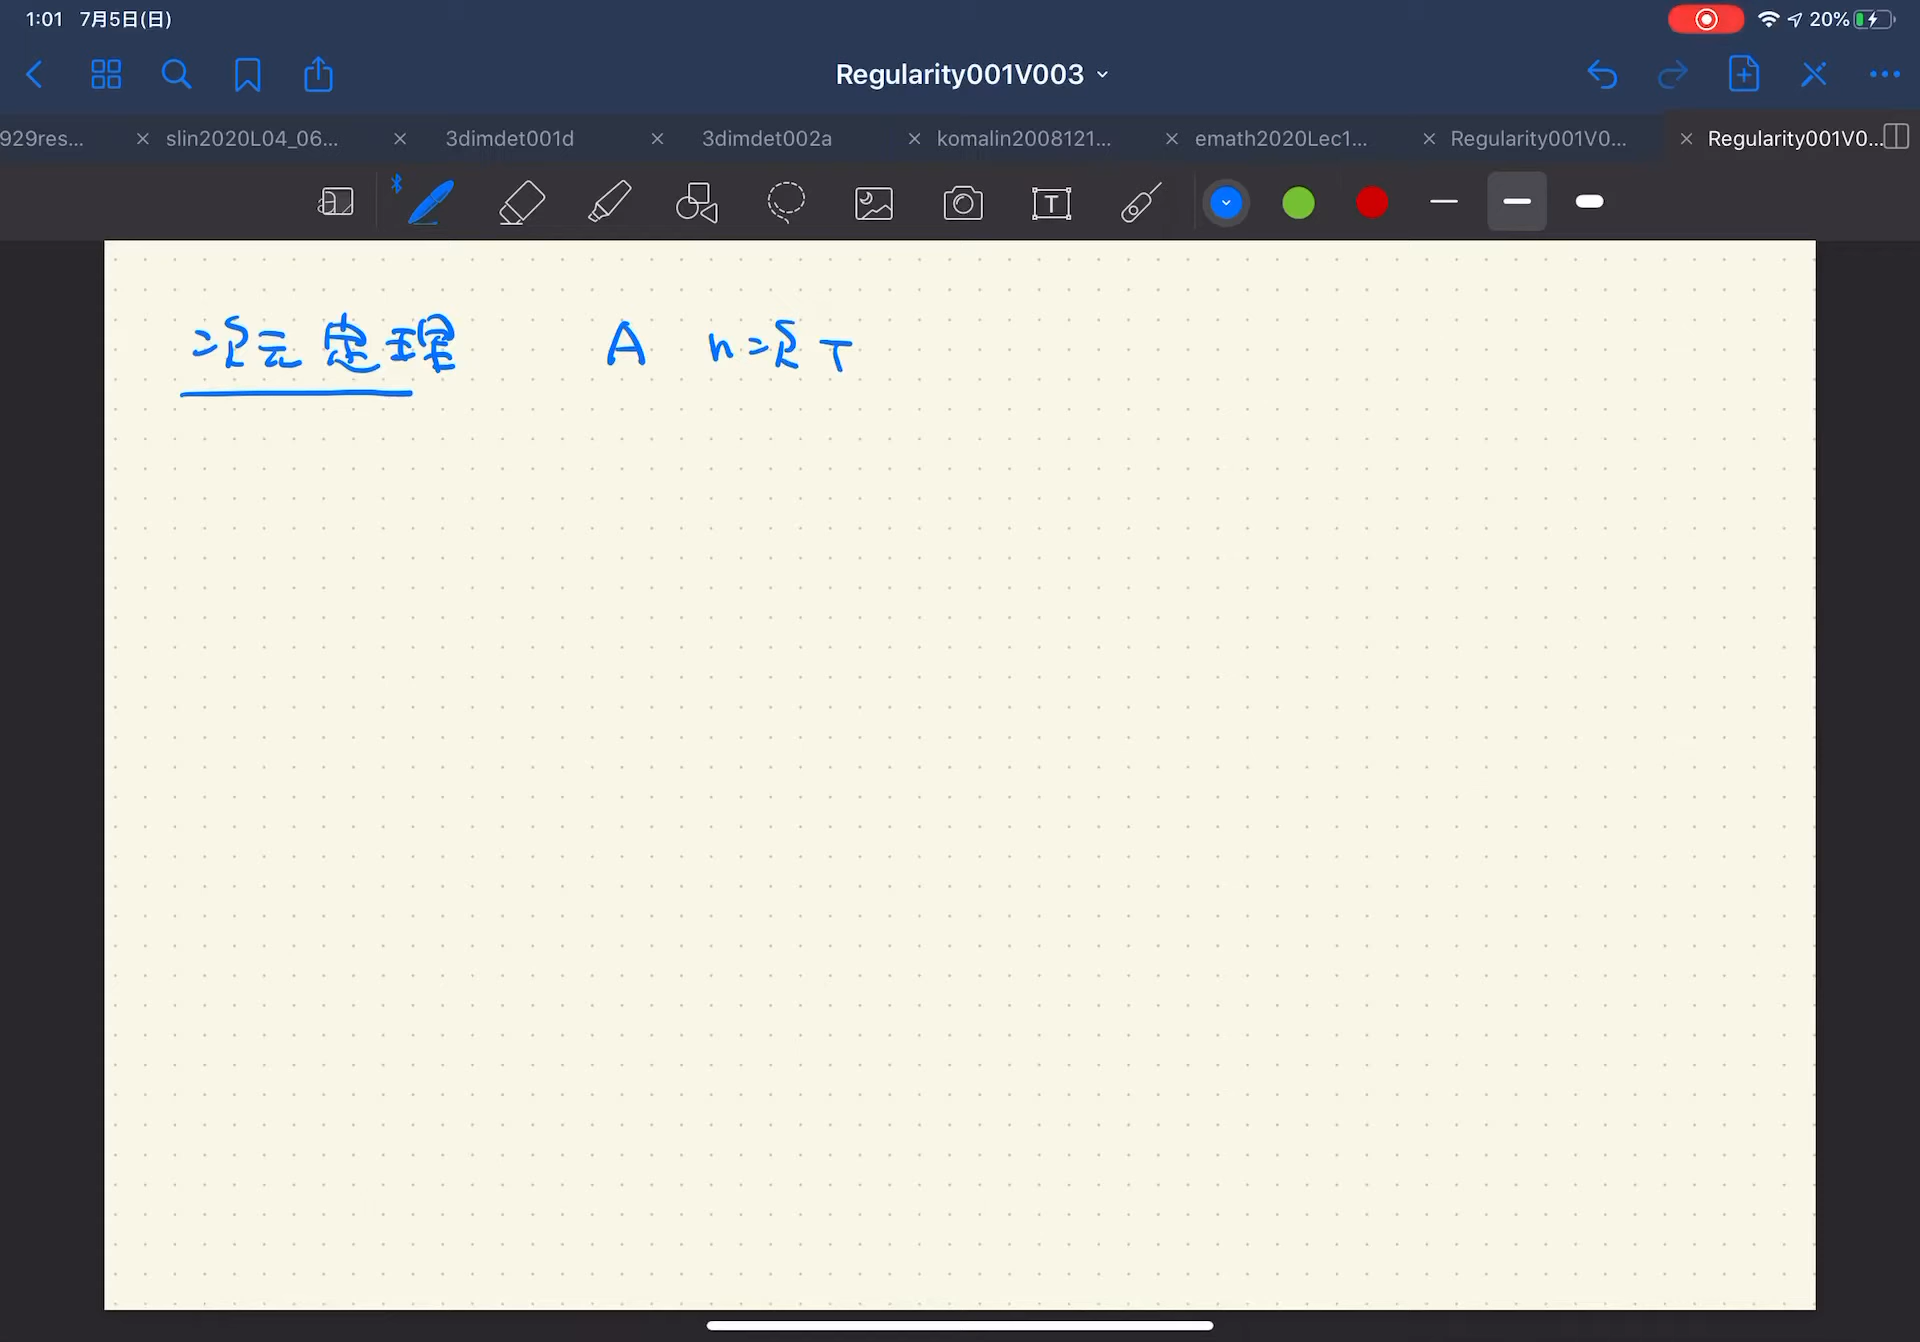 1:01 7月5日(日) 20%
Regularity001V003
929res... slin2020L04_06... 3dimdet001d 3dimdet002a komalin2008121... emath2020Lec1... Regularity001V0... Regularity001V0...
T
次元定理 A n次 T